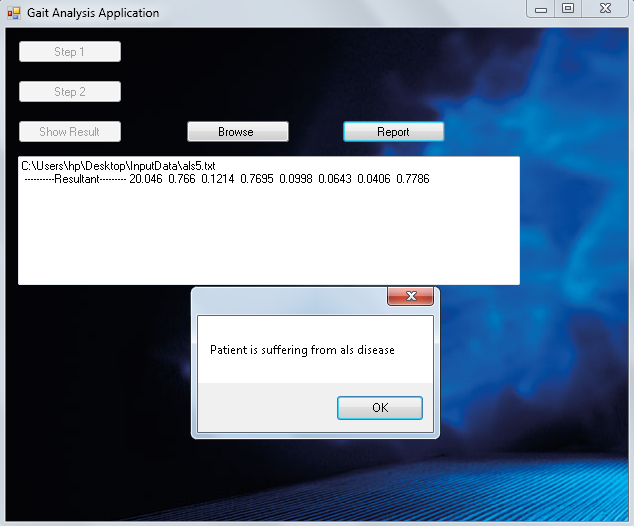 Gait Analysis Application
Step 1
Step 2
Show Result
Browse
Report
C:\Users\hp\Desktop\InputData\als5.txt
----------Resultant--------- 20.046 0.766 0.1214 0.7695 0.0998 0.0643 0.0406 0.7786
Patient is suffering from als disease
OK